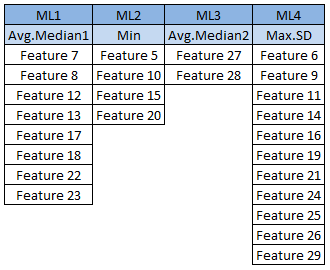 ML1 ML2 ML3 ML4
Avg.Median1 Min Avg.Median2 Max.SD
Feature 7 Feature 5 Feature 27 Feature 6
Feature 8 Feature 10 Feature 28 Feature 9
Feature 12 Feature 15 Feature 11
Feature 13 Feature 20 Feature 14
Feature 17 Feature 16
Feature 18 Feature 19
Feature 22 Feature 21
Feature 23 Feature 24
Feature 25
Feature 26
Feature 29